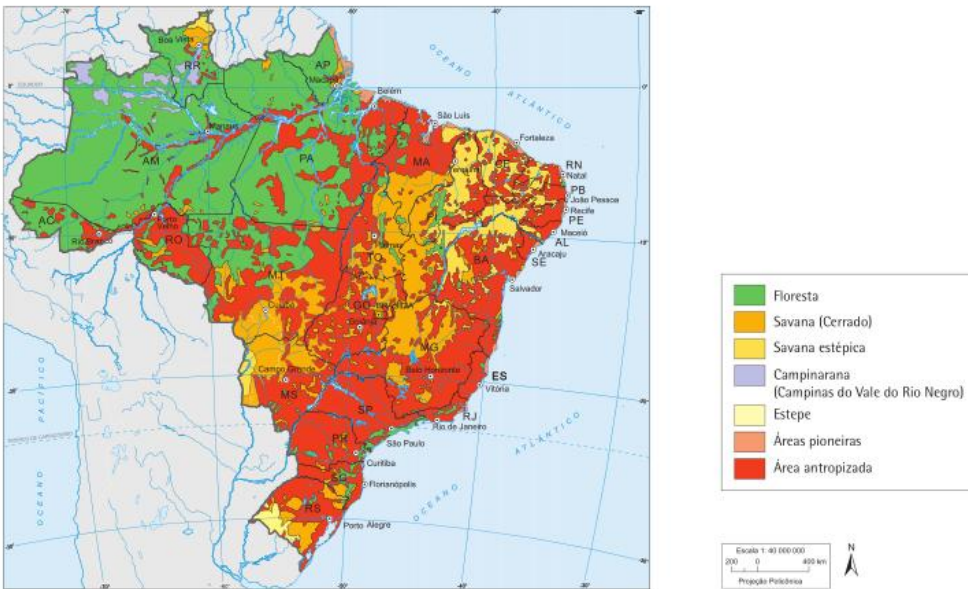 OCEANO
ATLÂNTICO
Boa Vista
RR
AP
Macapá
Belém
São Luís
Manaus
Fortaleza
AM
PA
MA
Teresina
CE
RN
Natal
PB
João Pessoa
Recife
PE
Maceió
AL
Aracaju
SE
AC
Rio Branco
Porto
Velho
RO
PI
Palmas
TO
BA
Salvador
MT
Cuiabá
GO
BRASÍLIA
Goiânia
MG
Belo Horizonte
ES
Vitória
Campo Grande
MS
SP
RJ
Rio de Janeiro
São Paulo
PR
Curitiba
SC
Florianópolis
RS
Porto Alegre
OCEANO
PACÍFICO
OCEANO
ATLÂNTICO
Floresta
Savana (Cerrado)
Savana estépica
Campinarana
(Campinas do Vale do Rio Negro)
Estepe
Áreas pioneiras
Área antropizada
Escala 1: 40 000 000
200 0 400 km
Projeção Policônica
N